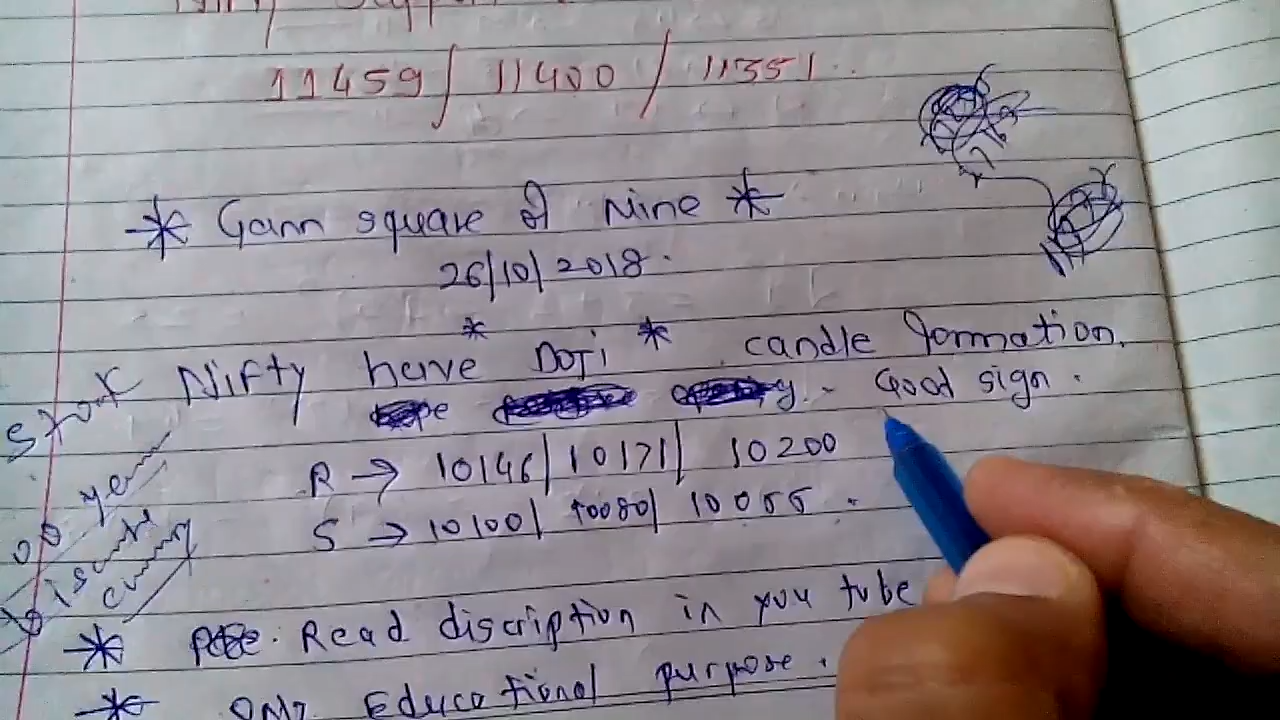 11459 / 11400 / 11351.
* Gann square of Nine *
26/10/2018.
Nifty have * DOJI * candle formation.
Good sign.
R → 10146 / 10171 / 10200
S → 10100 / 10080 / 10055.
* Read discription in you tube
* Educational purpose.